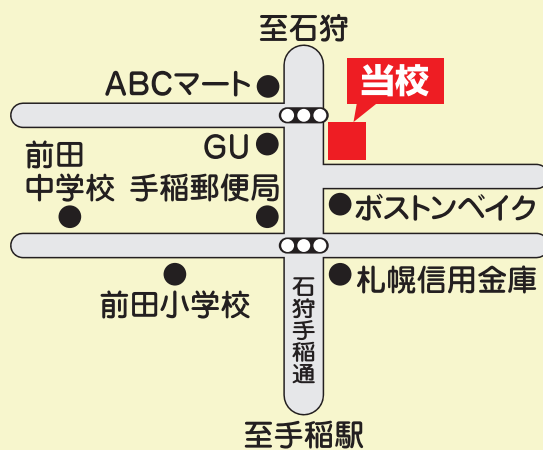 至石狩
ABCマート
当校
GU
前田
中学校
手稲郵便局
ボストンベイク
前田小学校
札幌信用金庫
石狩手稲通
至手稲駅